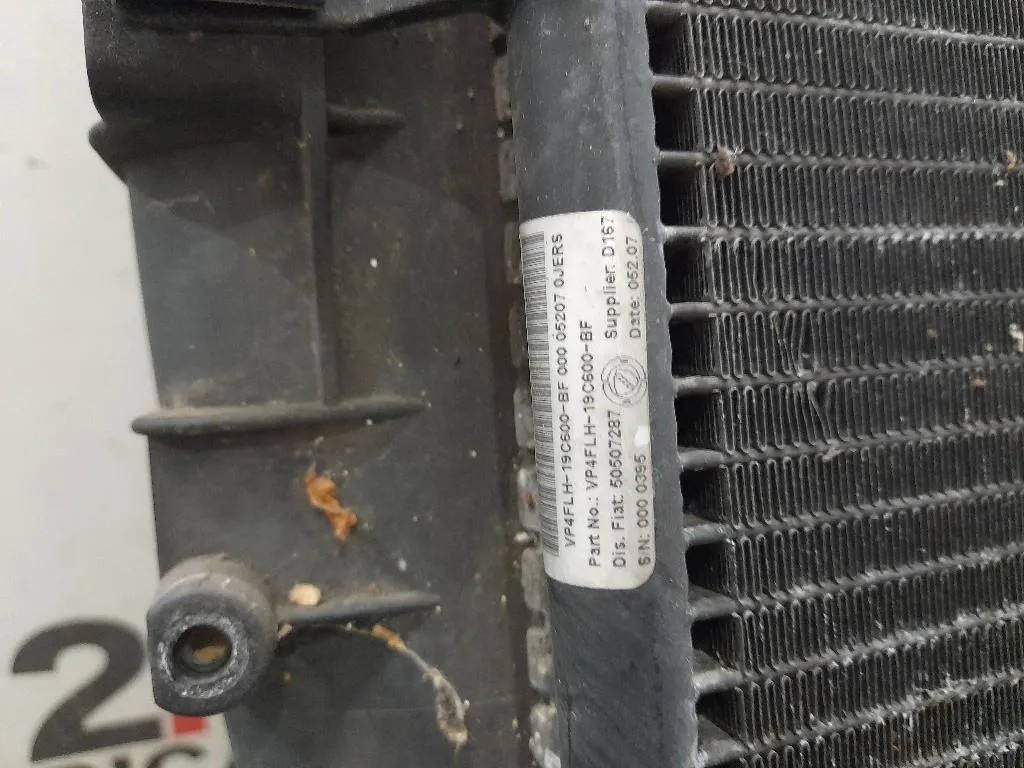 VP4FLH-19C600-BF 000 05207 0JERS
Part No.: VP4FLH-19C600-BF Supplier: D167
Dis. Fiat: 50507287 Date: 052.07
S/N: 000 0395
2.